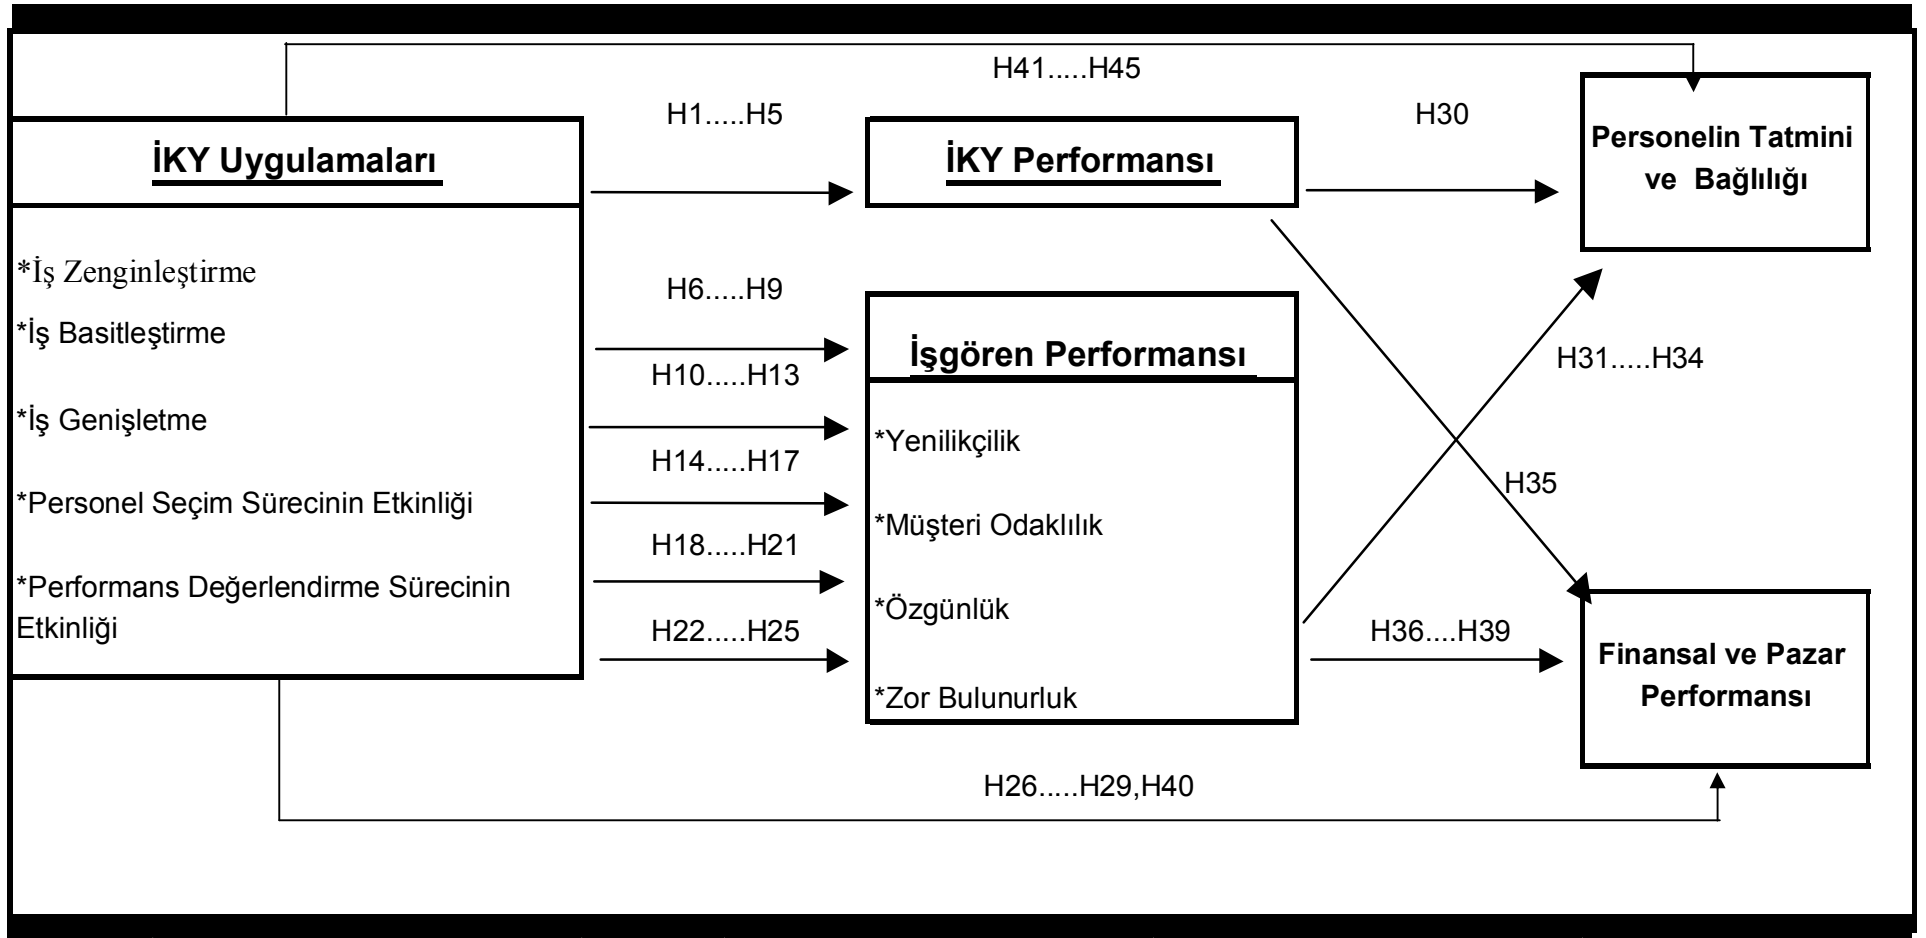 H41.....H45
H1.....H5
H30
İKY Uygulamaları
İKY Performansı
Personelin Tatmini
ve  Bağlılığı
*İş Zenginleştirme
*İş Basitleştirme
*İş Genişletme
*Personel Seçim Sürecinin Etkinliği
*Performans Değerlendirme Sürecinin
Etkinliği
H6.....H9
H10.....H13
H14.....H17
H18.....H21
H22.....H25
İşgören Performansı
*Yenilikçilik
*Müşteri Odaklılık
*Özgünlük
*Zor Bulunurluk
H31.....H34
H35
H36....H39
Finansal ve Pazar
Performansı
H26.....H29,H40